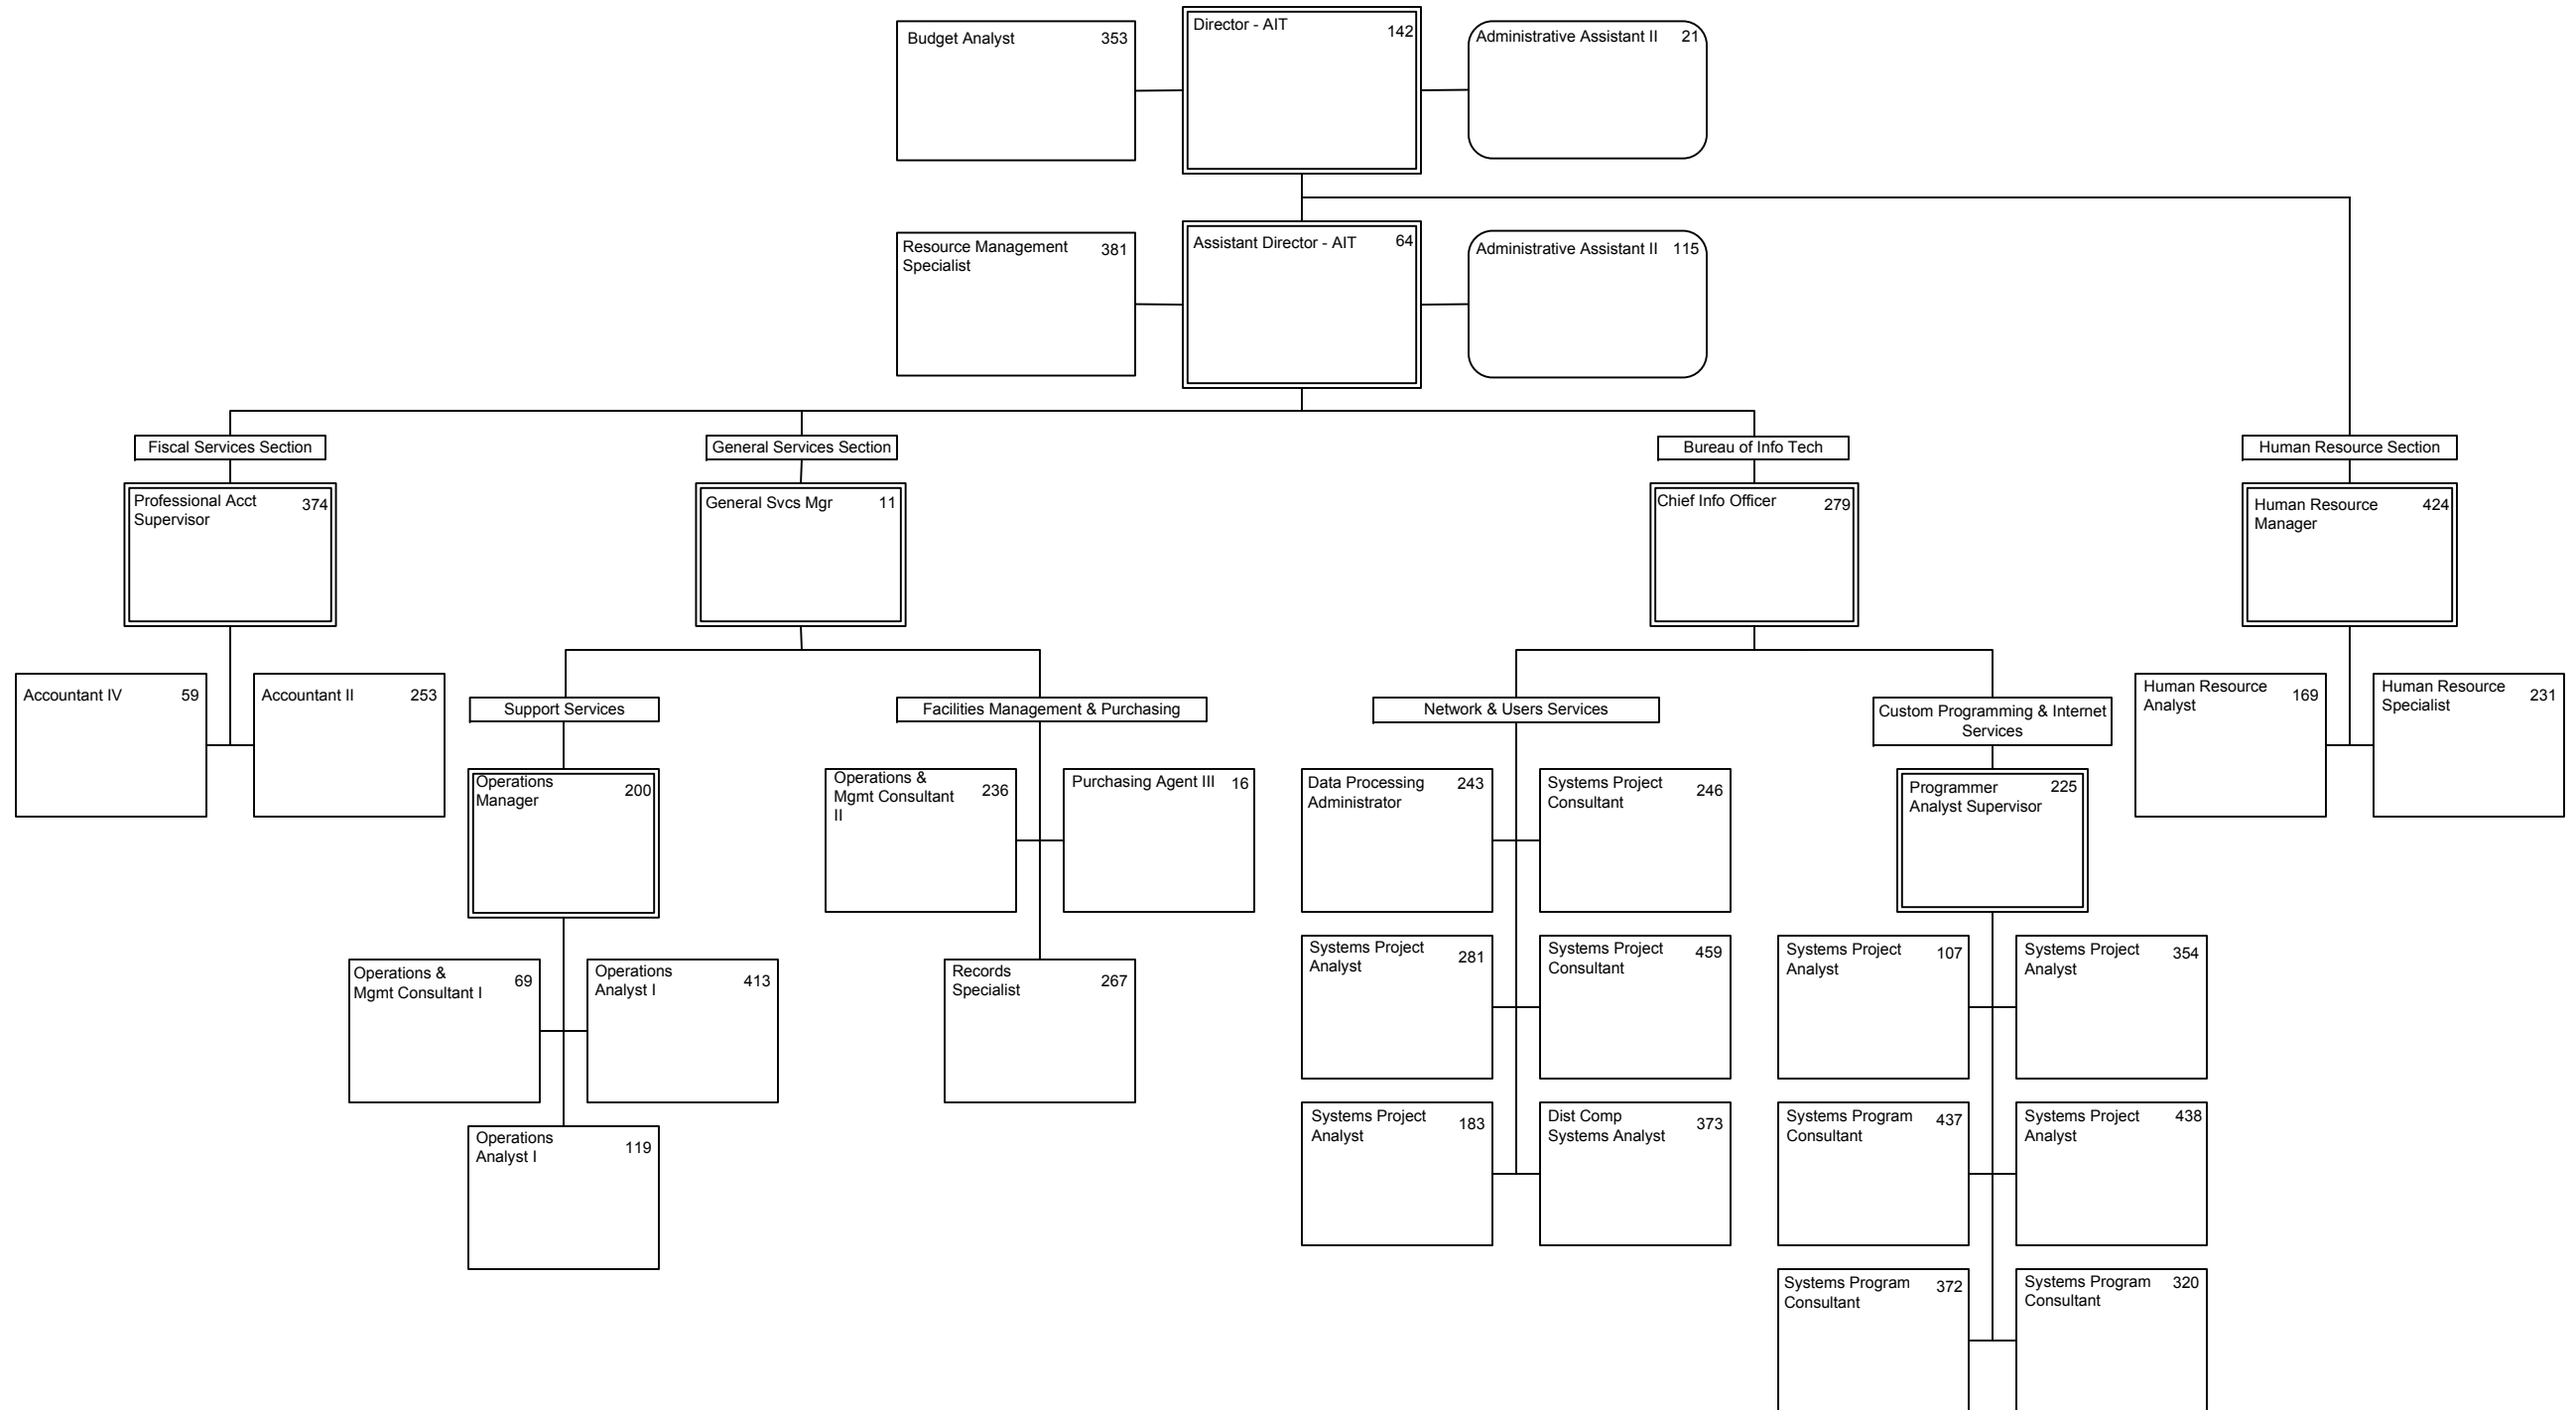 Budget Analyst 353
Director - AIT 142
Administrative Assistant II 21
Resource Management 381
Specialist
Assistant Director - AIT 64
Administrative Assistant II 115
Fiscal Services Section
General Services Section
Bureau of Info Tech
Human Resource Section
Professional Acct 374
Supervisor
General Svcs Mgr 11
Chief Info Officer 279
Human Resource 424
Manager
Accountant IV 59
Accountant II 253
Support Services
Facilities Management & Purchasing
Network & Users Services
Custom Programming & Internet
Services
Human Resource 169
Analyst
Human Resource 231
Specialist
Operations 200
Manager
Operations & 236
Mgmt Consultant
II
Purchasing Agent III 16
Data Processing 243
Administrator
Systems Project 246
Consultant
Programmer 225
Analyst Supervisor
Operations & 69
Mgmt Consultant I
Operations 413
Analyst I
Records 267
Specialist
Systems Project 281
Analyst
Systems Project 459
Consultant
Systems Project 107
Analyst
Systems Project 354
Analyst
Operations 119
Analyst I
Systems Project 183
Analyst
Dist Comp 373
Systems Analyst
Systems Program 437
Consultant
Systems Project 438
Analyst
Systems Program 372
Consultant
Systems Program 320
Consultant